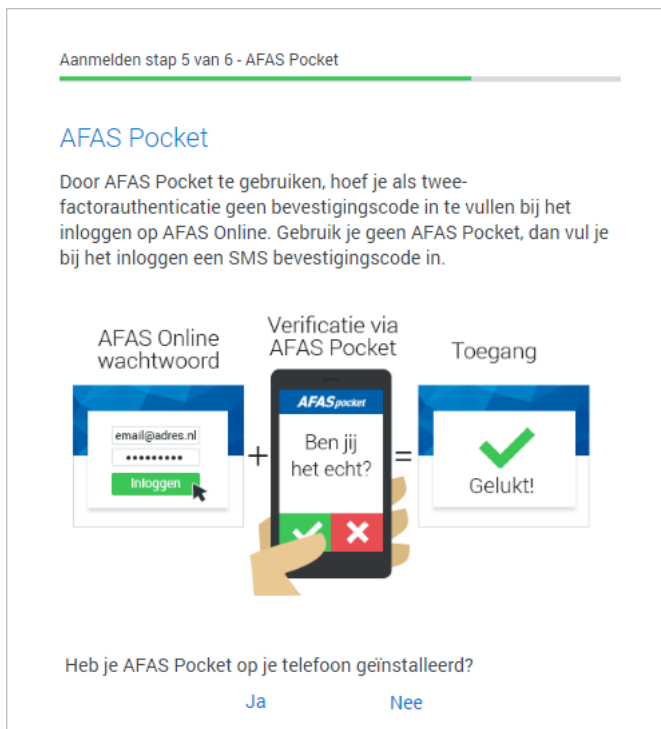 Aanmelden stap 5 van 6 - AFAS Pocket
AFAS Pocket
Door AFAS Pocket te gebruiken, hoef je als twee-
factorauthenticatie geen bevestigingscode in te vullen bij het
inloggen op AFAS Online. Gebruik je geen AFAS Pocket, dan vul je
bij het inloggen een SMS bevestigingscode in.
AFAS Online
wachtwoord
email@adres.nl
•••••••••
Inloggen
+
Verificatie via
AFAS Pocket
AFAS pocket
Ben jij
het echt?
=
Toegang
Gelukt!
Heb je AFAS Pocket op je telefoon geïnstalleerd?
Ja Nee